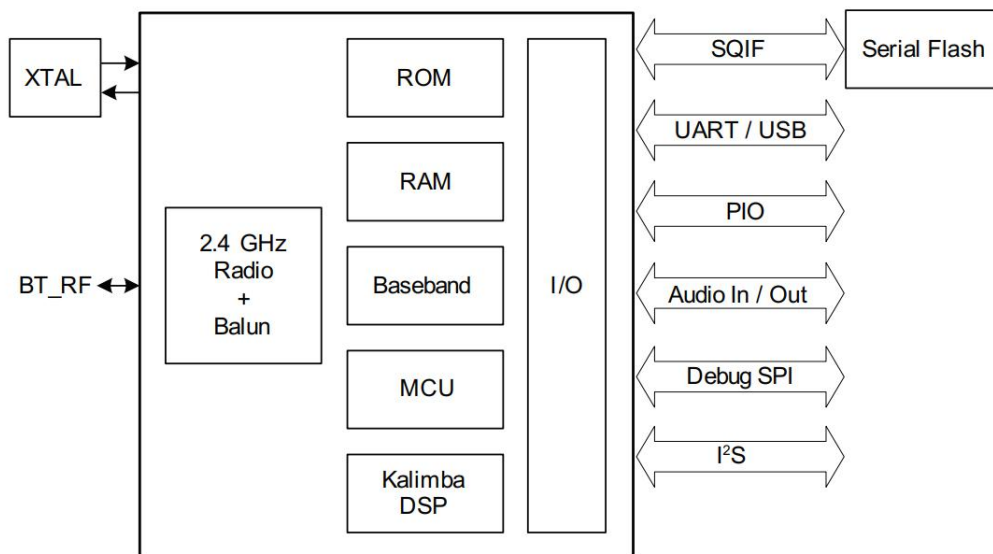 XTAL
BT_RF
2.4 GHz
Radio
+
Balun
ROM
RAM
Baseband
MCU
Kalimba
DSP
I/O
SQIF
UART / USB
PIO
Audio In / Out
Debug SPI
I²S
Serial Flash